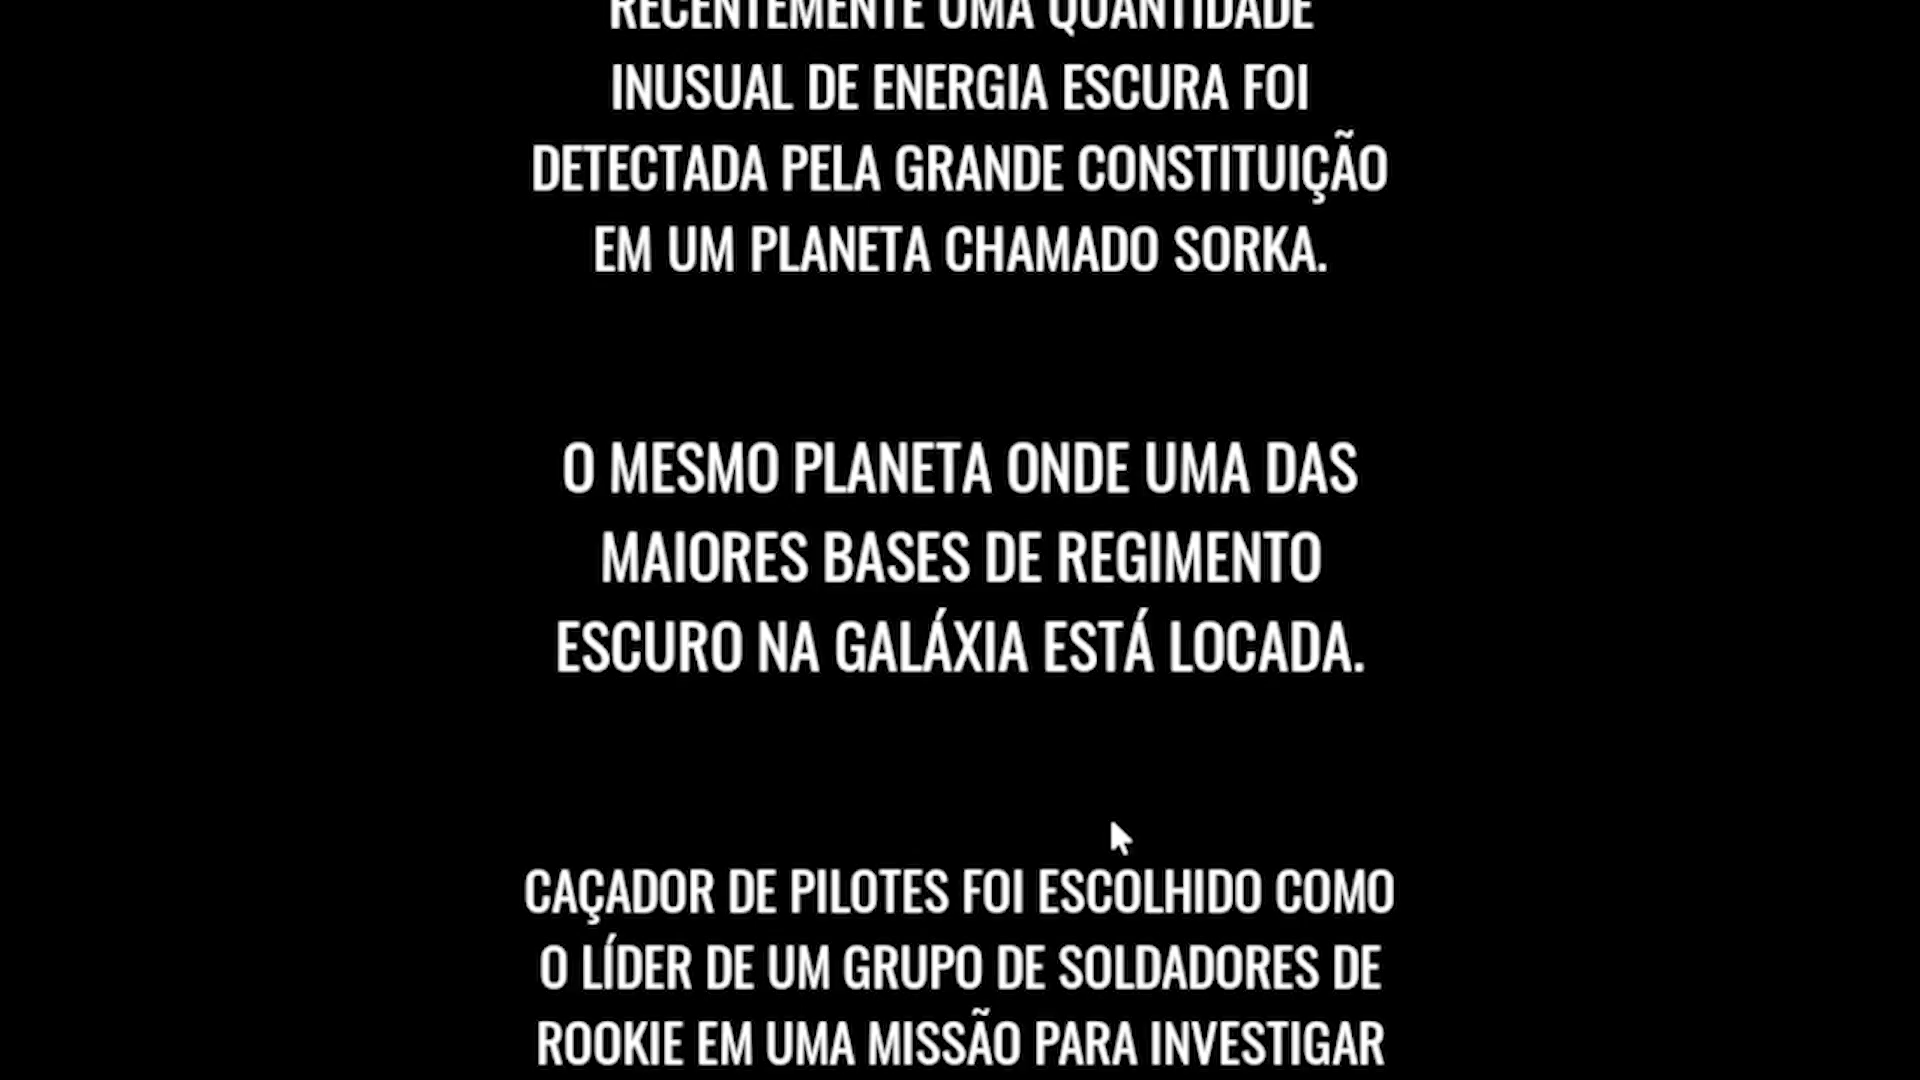 RECENTEMENTE UMA QUANTIDADE
INUSUAL DE ENERGIA ESCURA FOI
DETECTADA PELA GRANDE CONSTITUIÇÃO
EM UM PLANETA CHAMADO SORKA.
O MESMO PLANETA ONDE UMA DAS
MAIORES BASES DE REGIMENTO
ESCURO NA GALÁXIA ESTÁ LOCADA.
CAÇADOR DE PILOTES FOI ESCOLHIDO COMO
O LÍDER DE UM GRUPO DE SOLDADORES DE
ROOKIE EM UMA MISSÃO PARA INVESTIGAR